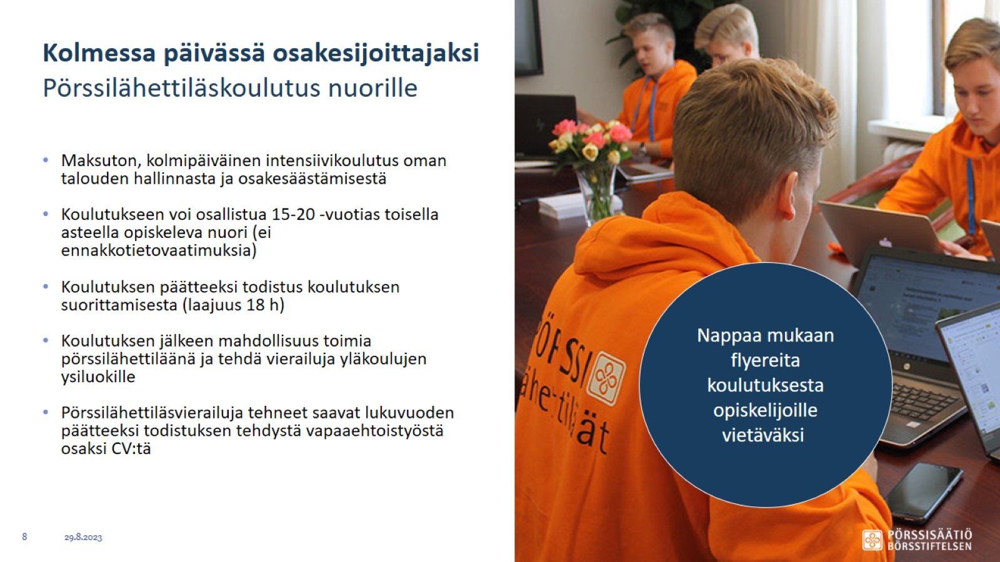 Kolmessa päivässä osakesijoittajaksi
Pörssilähettiläskoulutus nuorille
• Maksuton, kolmipäiväinen intensiivikoulutus oman
talouden hallinnasta ja osakesäästämisestä
• Koulutukseen voi osallistua 15-20 -vuotias toisella
asteella opiskeleva nuori (ei
ennakkotietovaatimuksia)
• Koulutuksen päätteeksi todistus koulutuksen
suorittamisesta (laajuus 18 h)
• Koulutuksen jälkeen mahdollisuus toimia
pörssilähettiläänä ja tehdä vierailuja yläkoulujen
ysiluokille
• Pörssilähettiläsvierailuja tehneet saavat lukuvuoden
päätteeksi todistuksen tehdystä vapaaehtoistyöstä
osaksi CV:tä
8
29.8.2023
PÖRSSI
lähettiläät
Nappaa mukaan
flyereita
koulutuksesta
opiskelijoille
vietäväksi
PÖRSSISÄÄTIÖ
BÖRSSTIFTELSEN